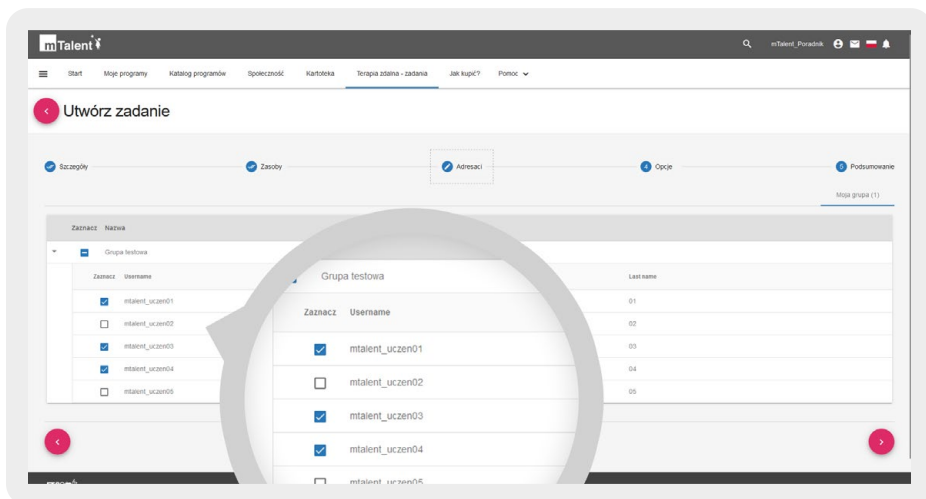 mTalent
mTalent_Poradnik
Start Moje programy Katalog programów Społeczność Kartoteka Terapia zdalna - zadania Jak kupić? Pomoc
Utwórz zadanie
Szczegóły Zasoby Adresaci 4 Opcje 5 Podsumowanie
Moja grupa (1)
Zaznacz Nazwa
Grupa testowa
Zaznacz Username Last name
mtalent_uczen01 01
mtalent_uczen02 02
mtalent_uczen03 03
mtalent_uczen04 04
mtalent_uczen05 05
Grupa testowa
Zaznacz Username
mtalent_uczen01
mtalent_uczen02
mtalent_uczen03
mtalent_uczen04
mtalent_uczen05